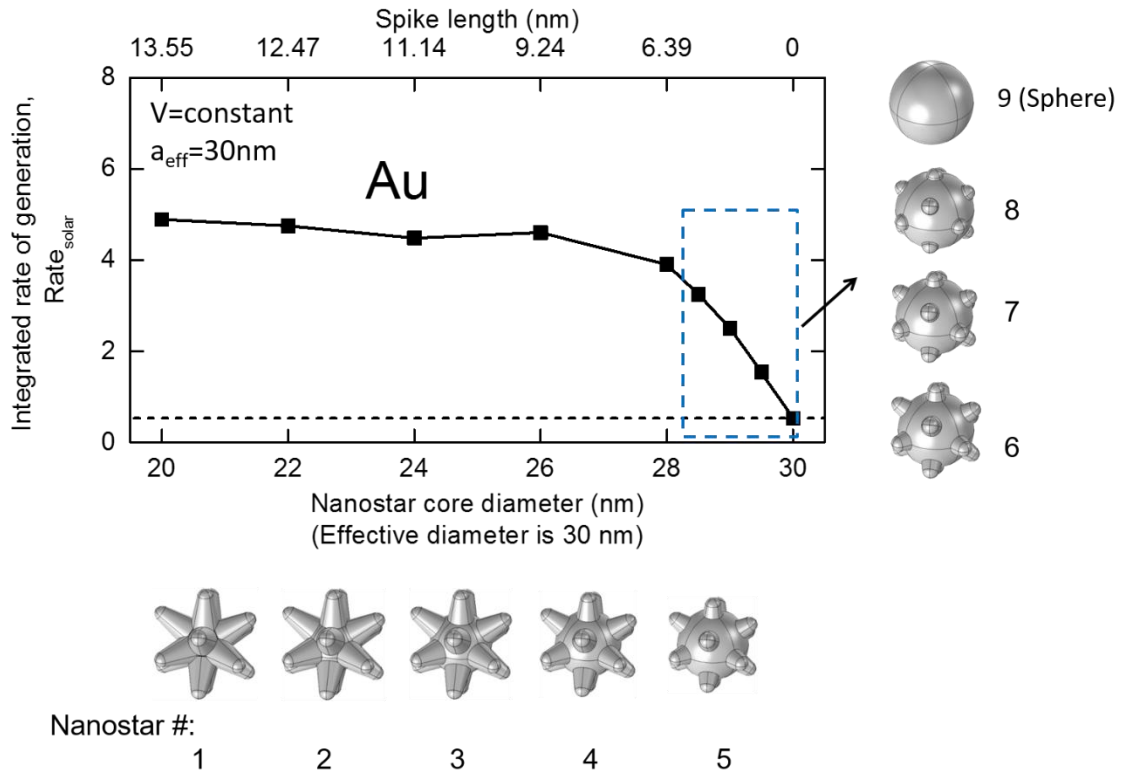 Spike length (nm)
13.55 12.47 11.14 9.24 6.39 0
8
6
4
2
0
Integrated rate of generation,
Rate_solar
V=constant
a_eff=30nm
Au
20 22 24 26 28 30
Nanostar core diameter (nm)
(Effective diameter is 30 nm)
9 (Sphere)
8
7
6
Nanostar #:
1 2 3 4 5